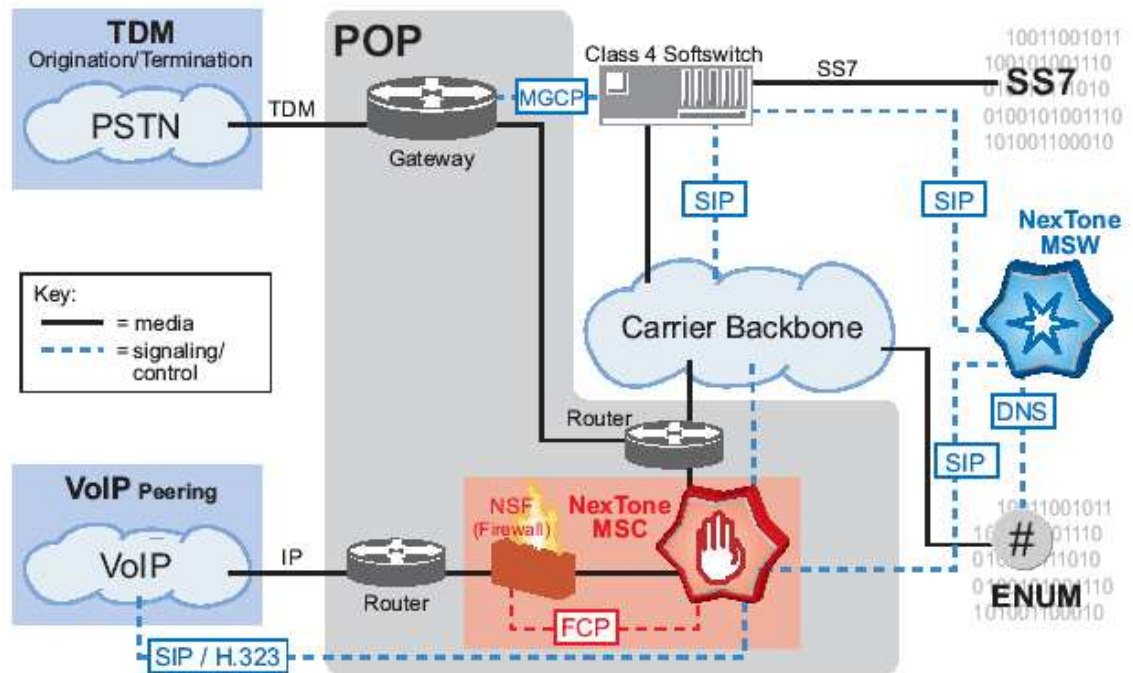 TDM
Origination/Termination
PSTN
TDM
POP
Gateway
MGCP
Class 4 Softswitch
SS7
10011001011
100101001110
SS7
0100101001110
101001100010
SIP
SIP
NexTone
MSW
Key:
= media
= signaling/
control
Carrier Backbone
Router
DNS
SIP
VoIP Peering
VoIP
IP
Router
NSF
(Firewall)
NexTone
MSC
FCP
SIP / H.323
#
ENUM
101001100010